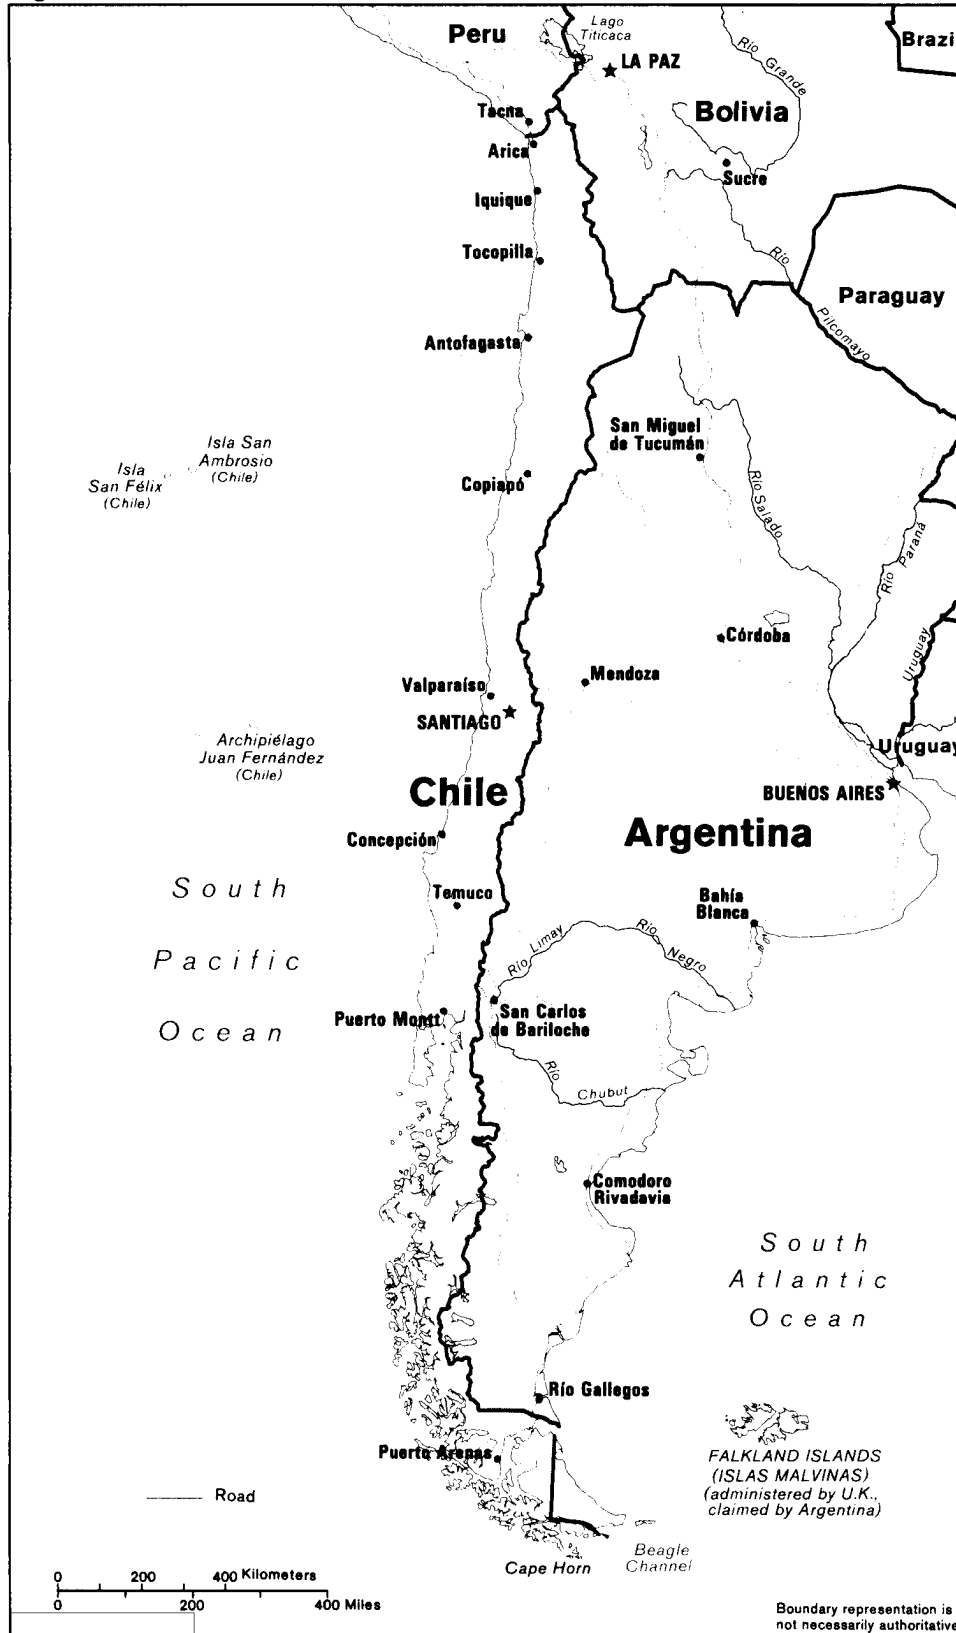 Peru
Lago
Titicaca
LA PAZ
Río Grande
Brazi
Bolivia
Tacna
Arica
Sucre
Iquique
Tocopilla
Río
Paraguay
Pilcomayo
Antofagasta
San Miguel
de Tucumán
Isla San
Ambrosio
(Chile)
Isla
San Félix
(Chile)
Copiapó
Río Salado
Río Paraná
Córdoba
Uruguay
Mendoza
Valparaíso
SANTIAGO
Archipiélago
Juan Fernández
(Chile)
Uruguay
Chile
BUENOS AIRES
Argentina
Concepción
South
Pacific
Ocean
Temuco
Bahía
Blanca
Río Limay
Río Negro
Puerto Montt
San Carlos
de Bariloche
Río
Chubut
Comodoro
Rivadavia
South
Atlantic
Ocean
Río Gallegos
Puerto Arenas
FALKLAND ISLANDS
(ISLAS MALVINAS)
(administered by U.K.,
claimed by Argentina)
Road
Beagle
Channel
Cape Horn
0 200 400 Kilometers
0 200 400 Miles
Boundary representation is
not necessarily authoritative